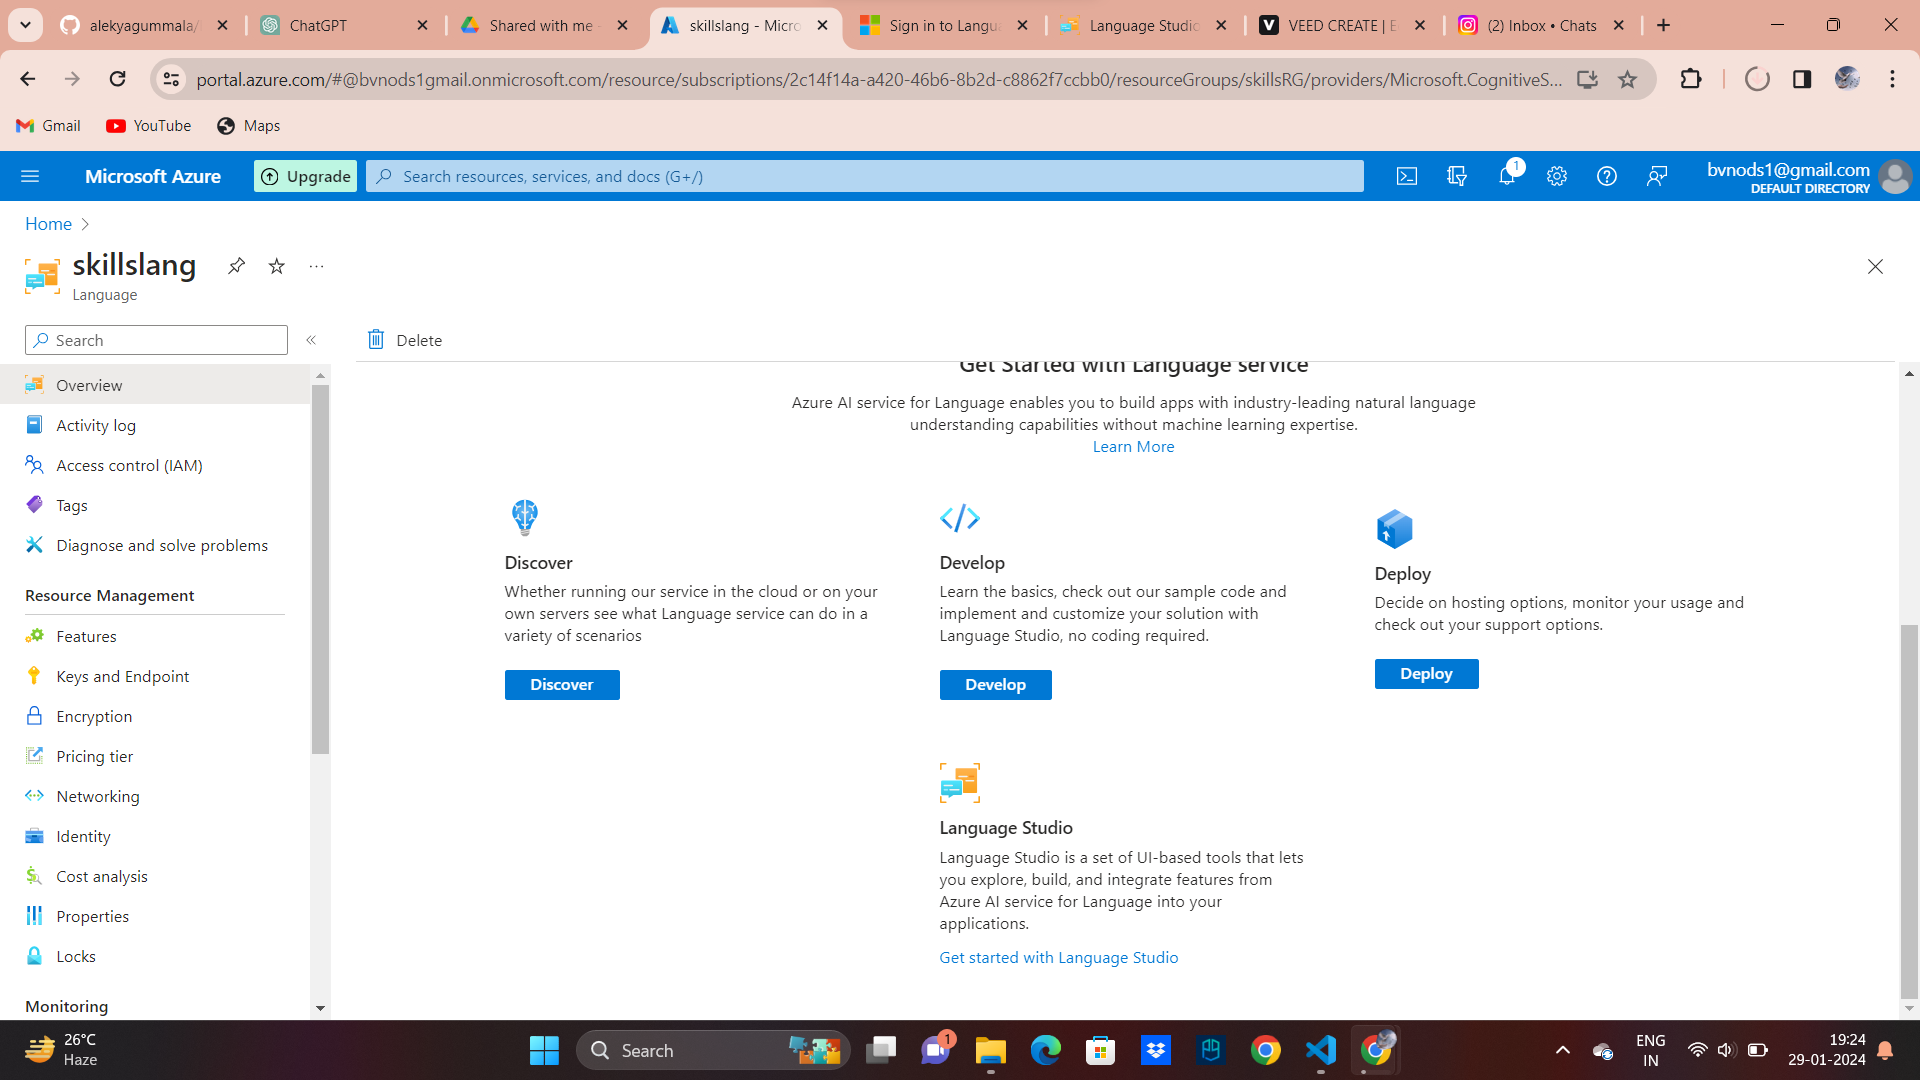 alekyagummala/
ChatGPT
Shared with me -
skillslang - Micro
Sign in to Langua
Language Studio
VEED CREATE | E
(2) Inbox • Chats
portal.azure.com/#@bvnods1gmail.onmicrosoft.com/resource/subscriptions/2c14f14a-a420-46b6-8b2d-c8862f7ccbb0/resourceGroups/skillsRG/providers/Microsoft.CognitiveS...
Gmail
YouTube
Maps
Microsoft Azure
Upgrade
Search resources, services, and docs (G+/)
1
bvnods1@gmail.com
DEFAULT DIRECTORY
Home
skillslang
Language
Search
Delete
Overview
Activity log
Access control (IAM)
Tags
Diagnose and solve problems
Resource Management
Features
Keys and Endpoint
Encryption
Pricing tier
Networking
Identity
Cost analysis
Properties
Locks
Monitoring
Get Started with Language service
Azure AI service for Language enables you to build apps with industry-leading natural language
understanding capabilities without machine learning expertise.
Learn More
Discover
Whether running our service in the cloud or on your
own servers see what Language service can do in a
variety of scenarios
Discover
Develop
Learn the basics, check out our sample code and
implement and customize your solution with
Language Studio, no coding required.
Develop
Deploy
Decide on hosting options, monitor your usage and
check out your support options.
Deploy
Language Studio
Language Studio is a set of UI-based tools that lets
you explore, build, and integrate features from
Azure AI service for Language into your
applications.
Get started with Language Studio
26°C
Haze
Search
1
ENG
IN
19:24
29-01-2024